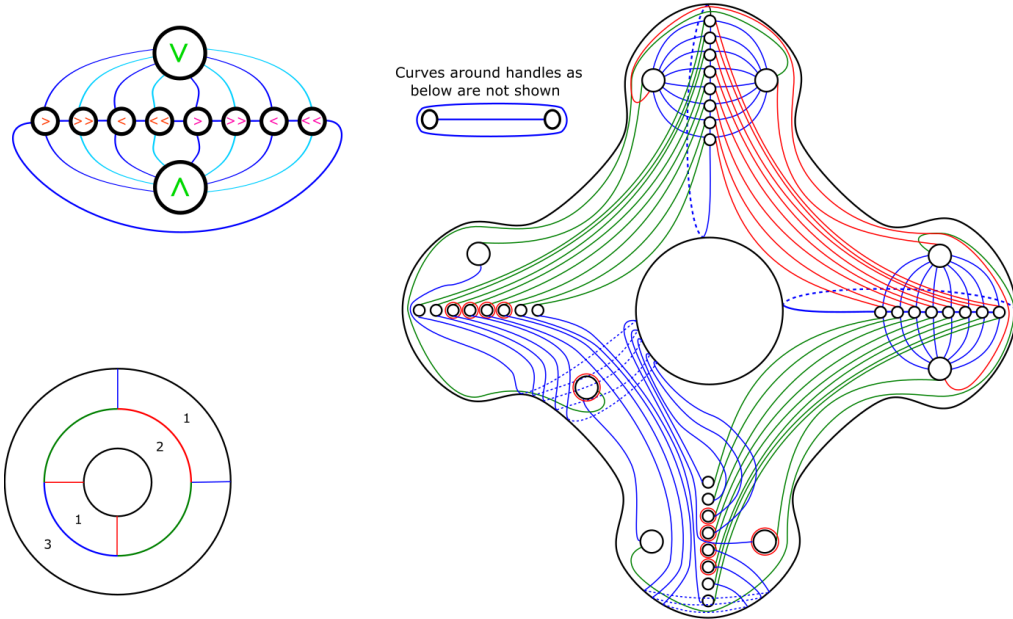 V
> >> < << > >> < <<
Λ
Curves around handles as
below are not shown
1
2
1
3